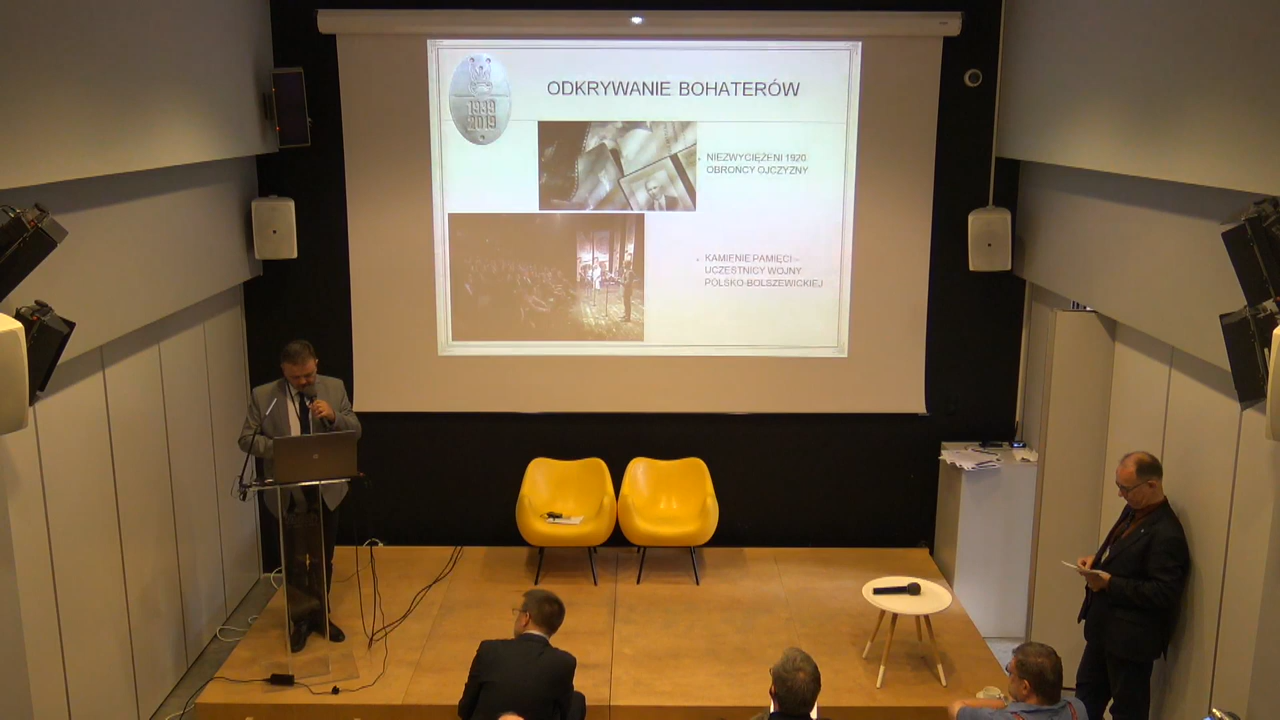 ODKRYWANIE BOHATERÓW
1939
2019
NIEZWYCIĘŻENI 1920
OBROŃCY OJCZYZNY
KAMIENIE PAMIĘCI –
UCZESTNICY WOJNY
POLSKO-BOLSZEWICKIEJ